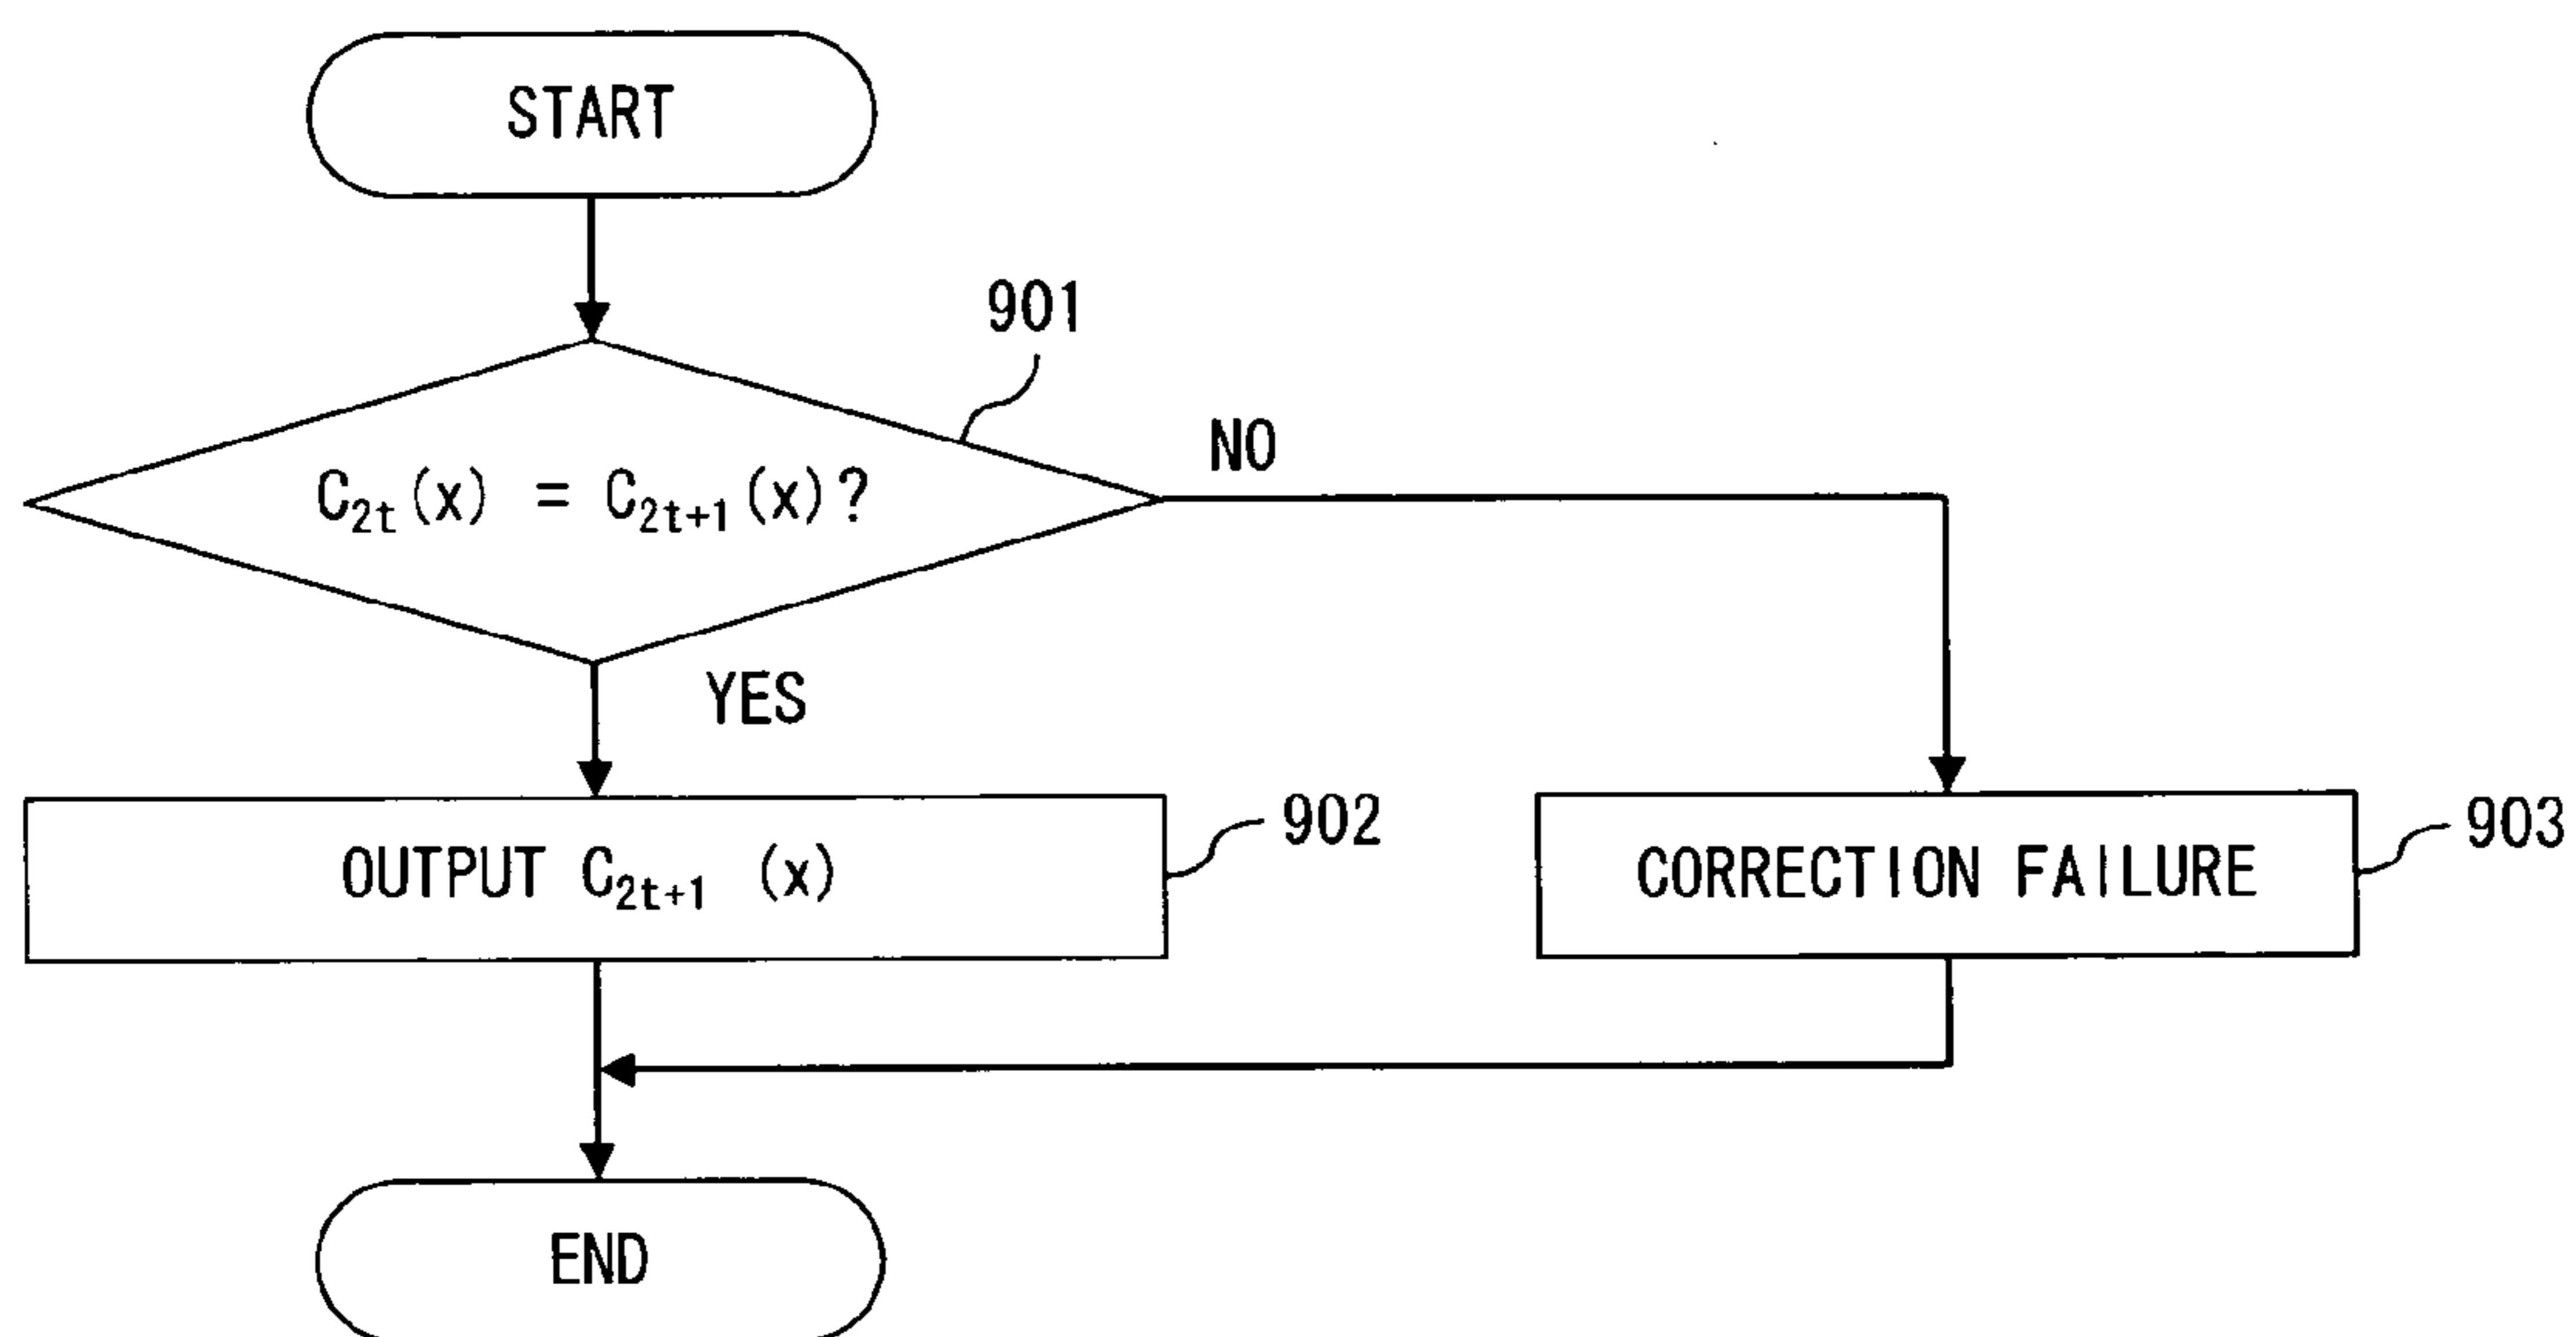 START
901
C₂ₜ(x) = C₂ₜ₊₁(x)?
NO
YES
OUTPUT C₂ₜ₊₁ (x)
902
CORRECTION FAILURE
903
END